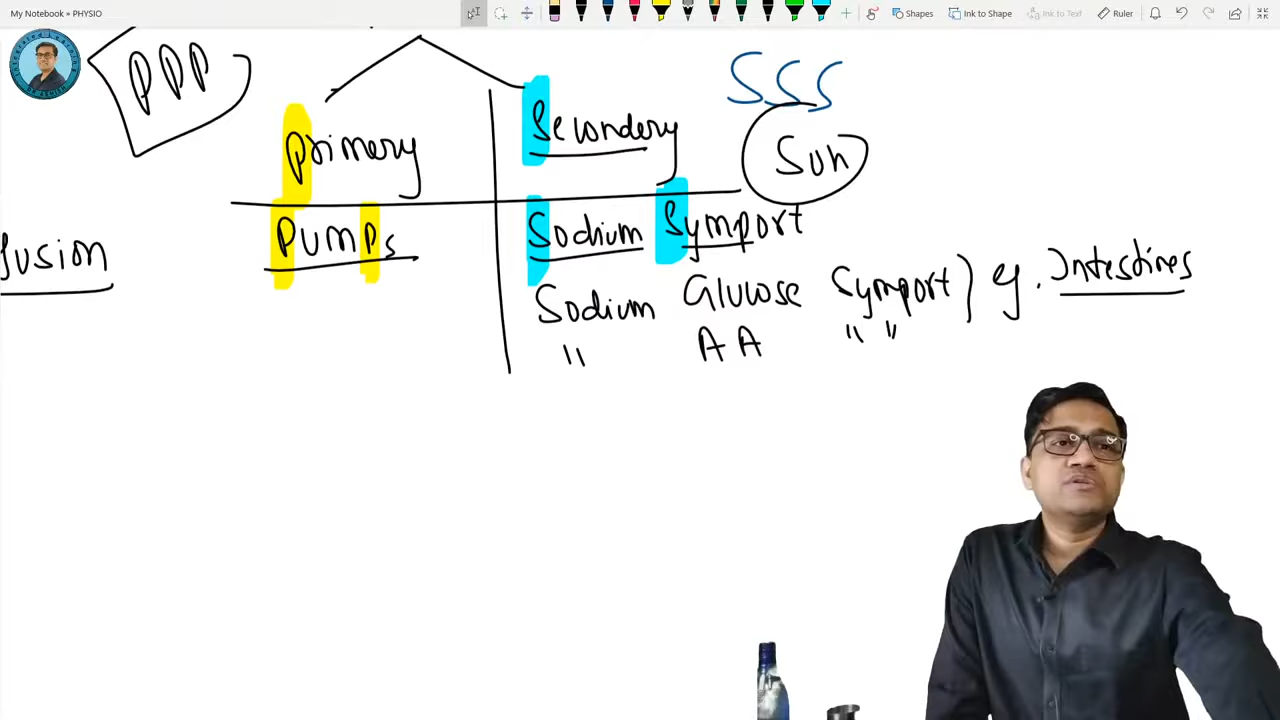 My Notebook » PHYSIO
Shapes
Ink to Shape
Ink to Text
Ruler
PPP
SSS
Primary
Secondery
Sun
Pumps
Sodium Symport
fusion
Sodium Glucose Symport) eg. Intestines
" AA " "